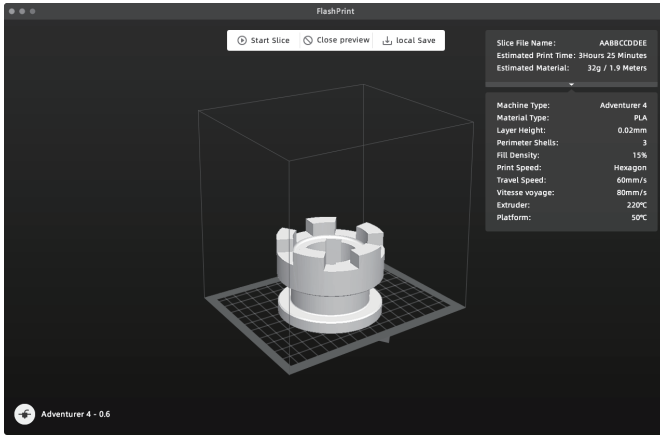 FlashPrint
Start Slice Close preview local Save
Slice File Name: AABBCCDDEE
Estimated Print Time: 3Hours 25 Minutes
Estimated Material: 32g / 1.9 Meters
Machine Type: Adventurer 4
Material Type: PLA
Layer Height: 0.02mm
Perimeter Shells: 3
Fill Density: 15%
Print Speed: Hexagon
Travel Speed: 60mm/s
Vitesse voyage: 80mm/s
Extruder: 220℃
Platform: 50℃
Adventurer 4 - 0.6